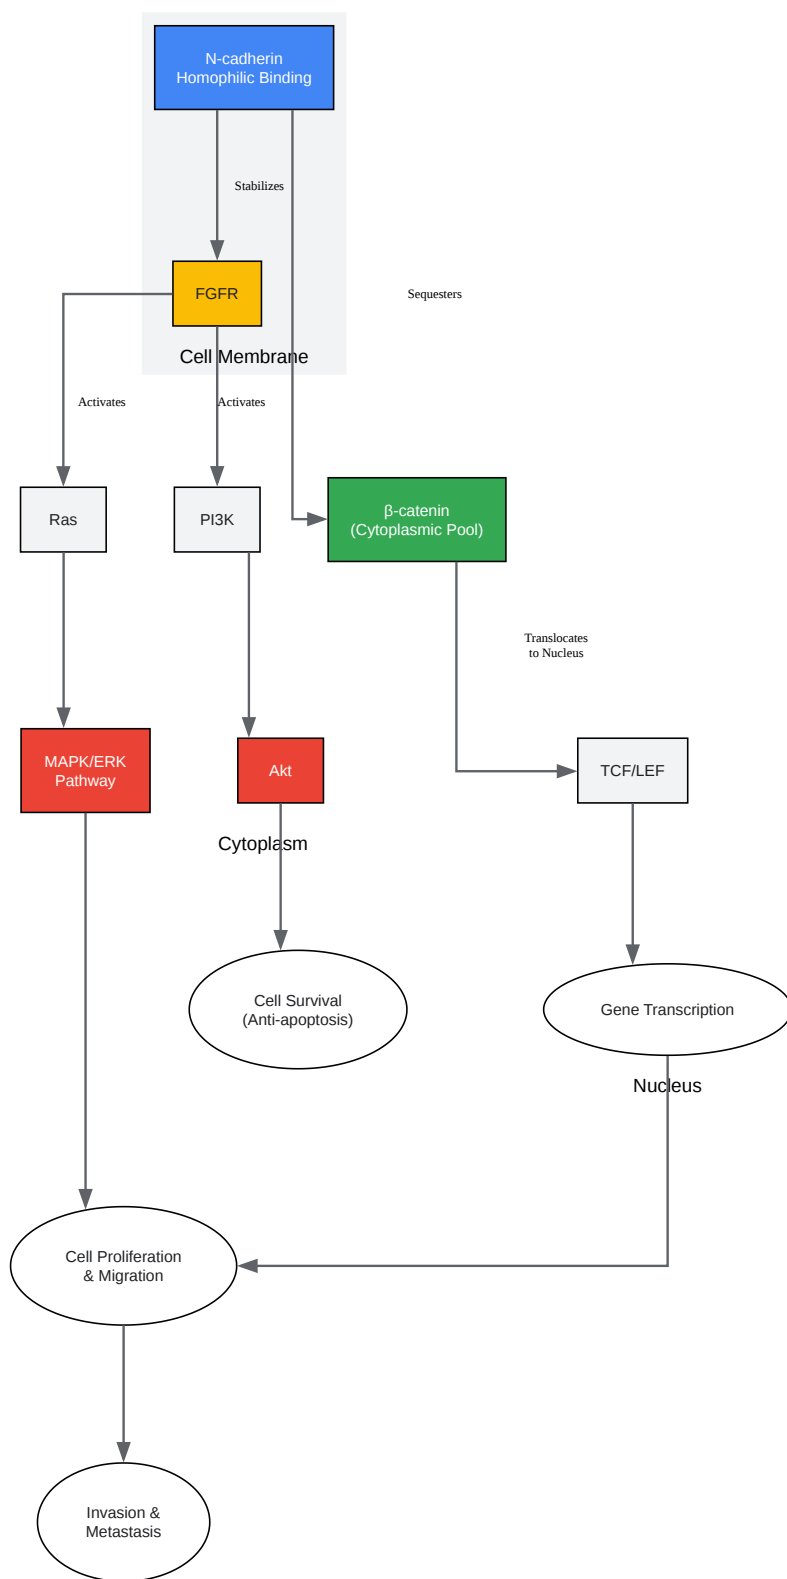 N-cadherin
Homophilic Binding
Stabilizes
FGFR
Sequesters
Cell Membrane
Activates
Activates
Ras
PI3K
β-catenin
(Cytoplasmic Pool)
Translocates
to Nucleus
MAPK/ERK
Pathway
Akt
TCF/LEF
Cytoplasm
Cell Survival
(Anti-apoptosis)
Gene Transcription
Nucleus
Cell Proliferation
& Migration
Invasion &
Metastasis